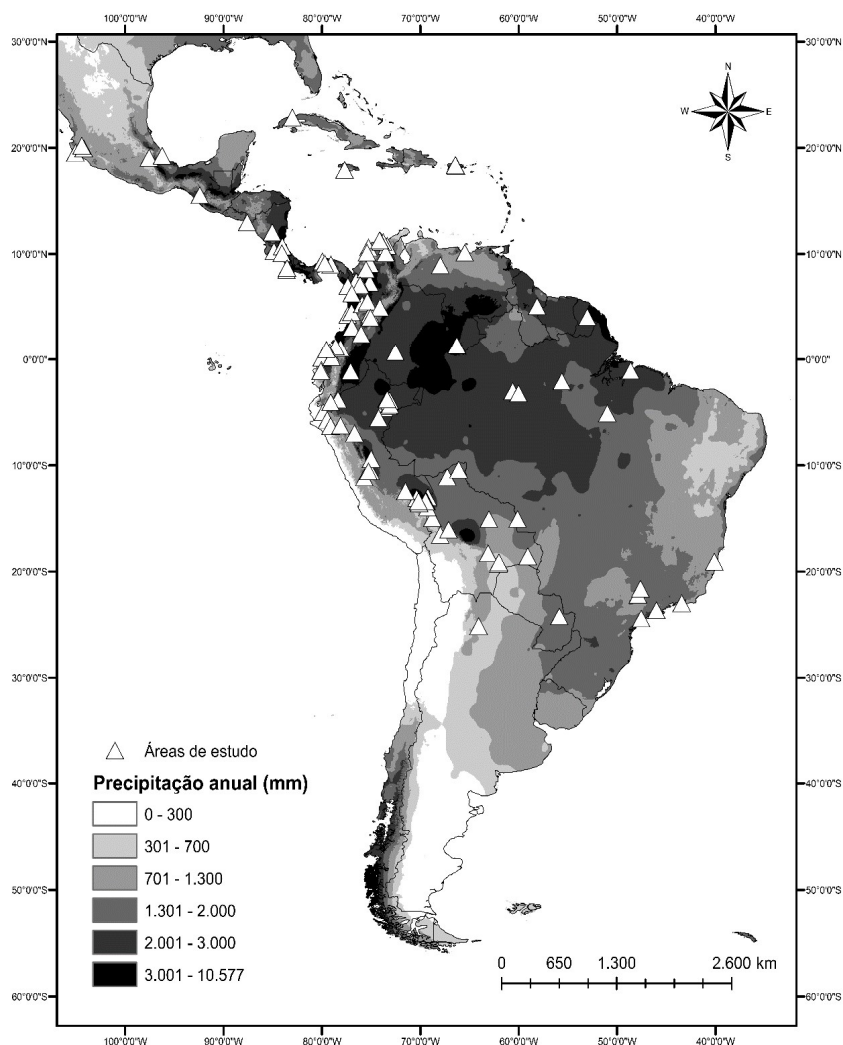 100°0'0"W 90°0'0"W 80°0'0"W 70°0'0"W 60°0'0"W 50°0'0"W 40°0'0"W
30°0'0"N 30°0'0"N
N
W E
S
20°0'0"N 20°0'0"N
10°0'0"N 10°0'0"N
0°0'0" 0°0'0"
10°0'0"S 10°0'0"S
20°0'0"S 20°0'0"S
30°0'0"S 30°0'0"S
Áreas de estudo
Precipitação anual (mm)
40°0'0"S 40°0'0"S
0 - 300
301 - 700
701 - 1.300
50°0'0"S 50°0'0"S
1.301 - 2.000
2.001 - 3.000
3.001 - 10.577
0 650 1.300 2.600 km
60°0'0"S 60°0'0"S
100°0'0"W 90°0'0"W 80°0'0"W 70°0'0"W 60°0'0"W 50°0'0"W 40°0'0"W